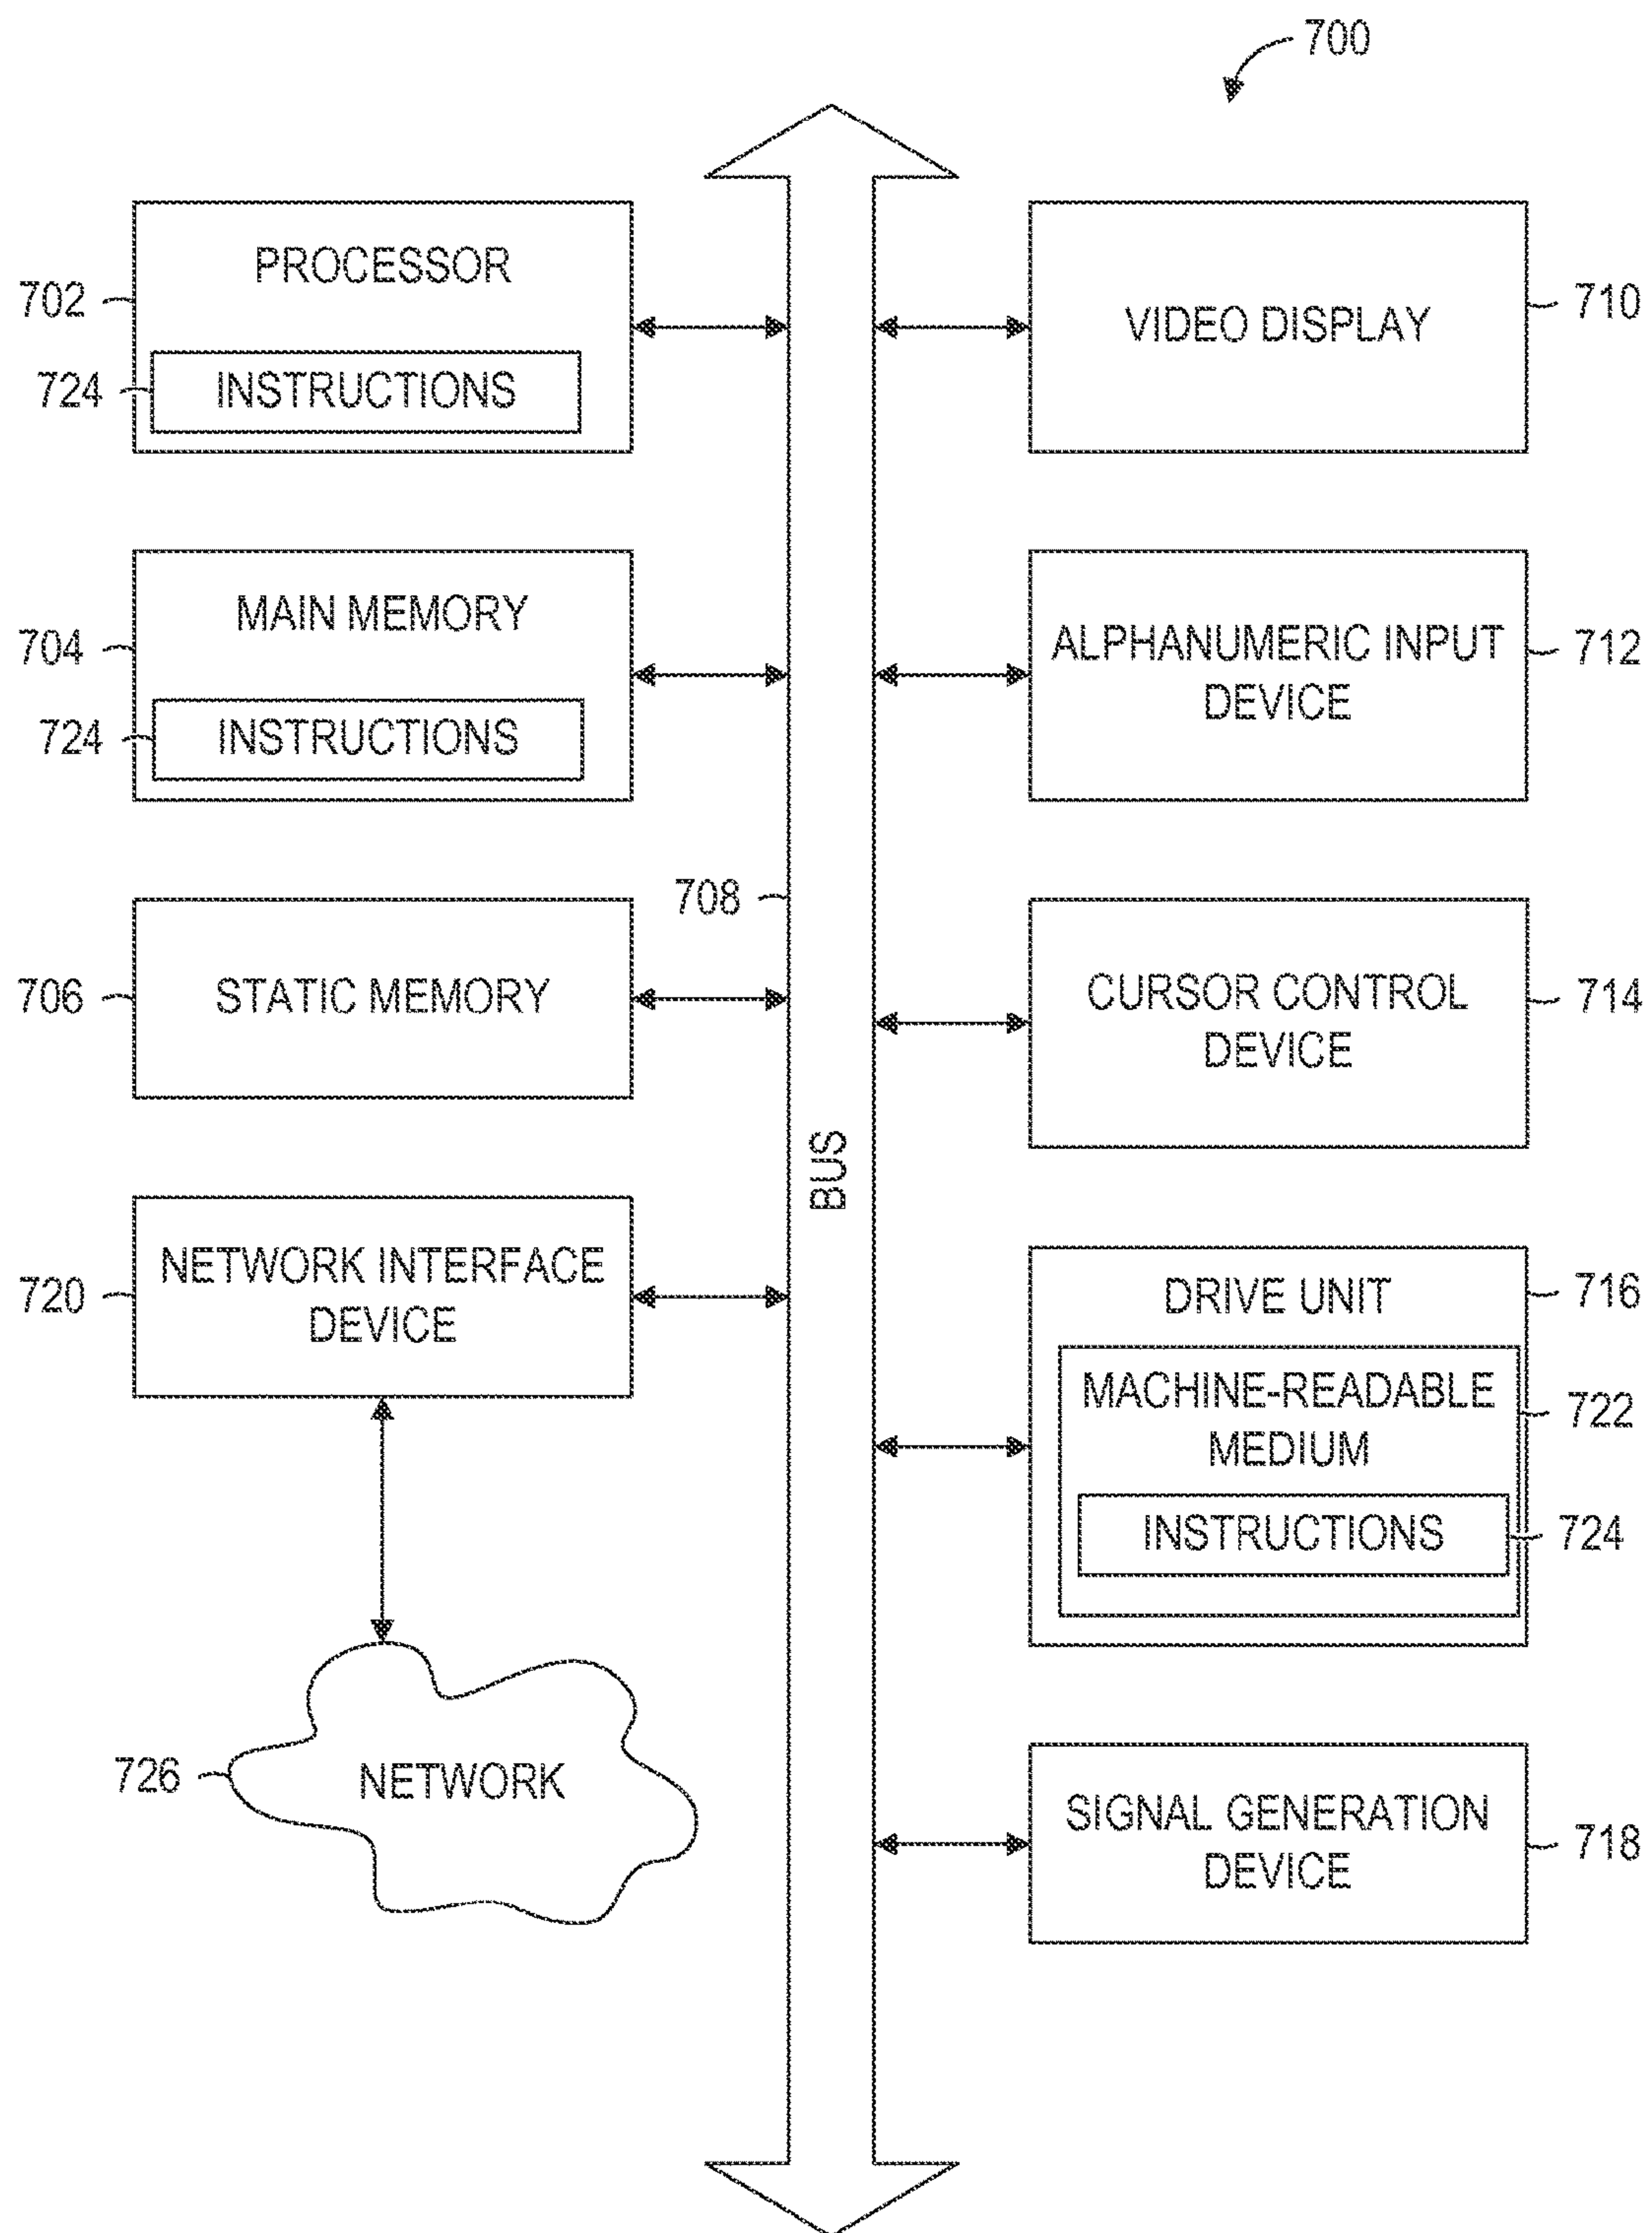 700
PROCESSOR
702
724
INSTRUCTIONS
MAIN MEMORY
704
724
INSTRUCTIONS
708
STATIC MEMORY
706
NETWORK INTERFACE
DEVICE
720
NETWORK
726
BUS
VIDEO DISPLAY
710
ALPHANUMERIC INPUT
DEVICE
712
CURSOR CONTROL
DEVICE
714
DRIVE UNIT
716
MACHINE-READABLE
MEDIUM
722
INSTRUCTIONS
724
SIGNAL GENERATION
DEVICE
718